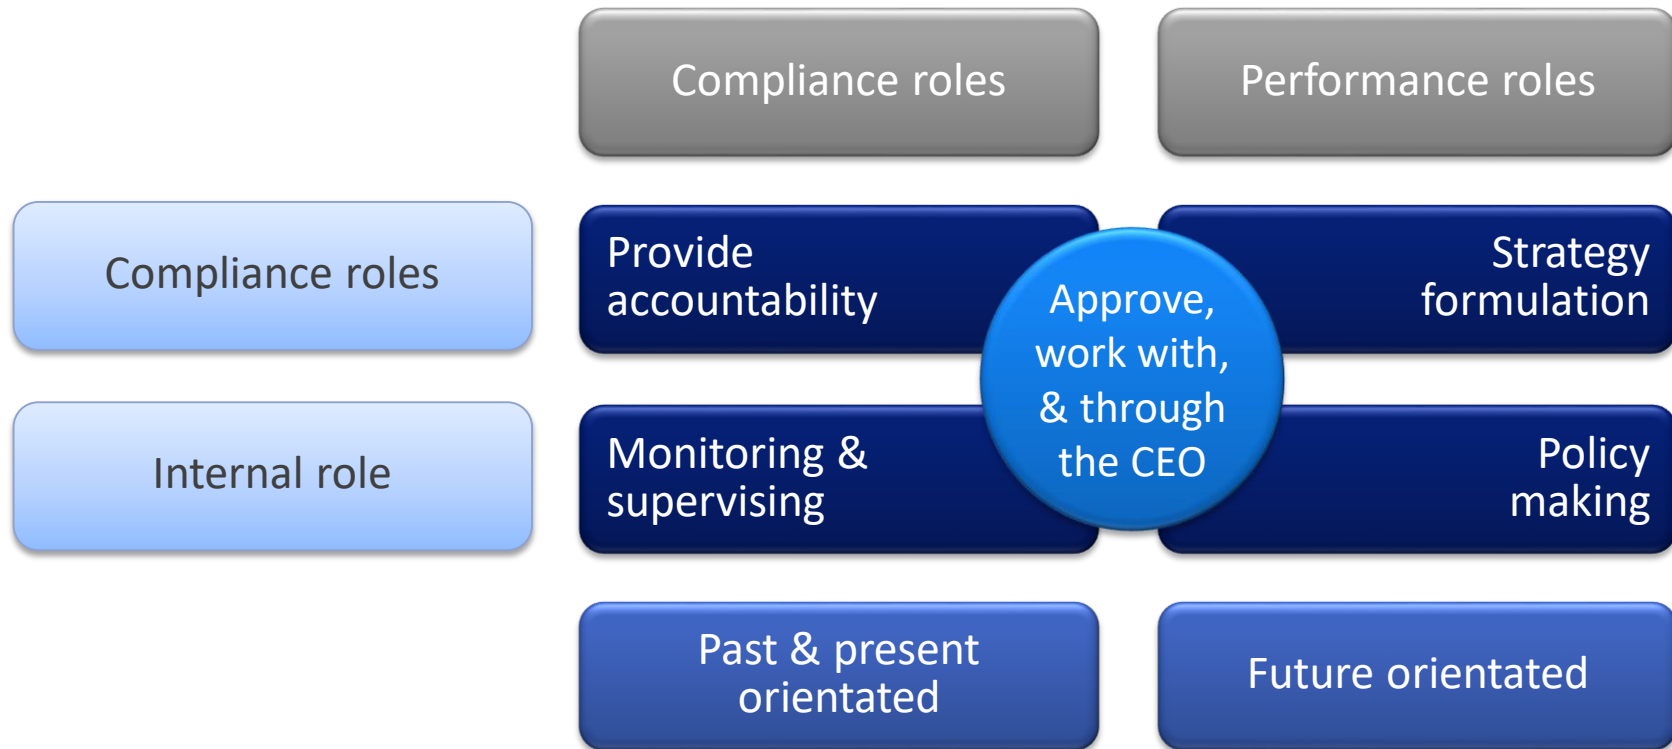 Compliance roles
Performance roles
Compliance roles
Provide
accountability
Strategy
formulation
Approve,
work with,
& through
the CEO
Internal role
Monitoring &
supervising
Policy
making
Past & present
orientated
Future orientated